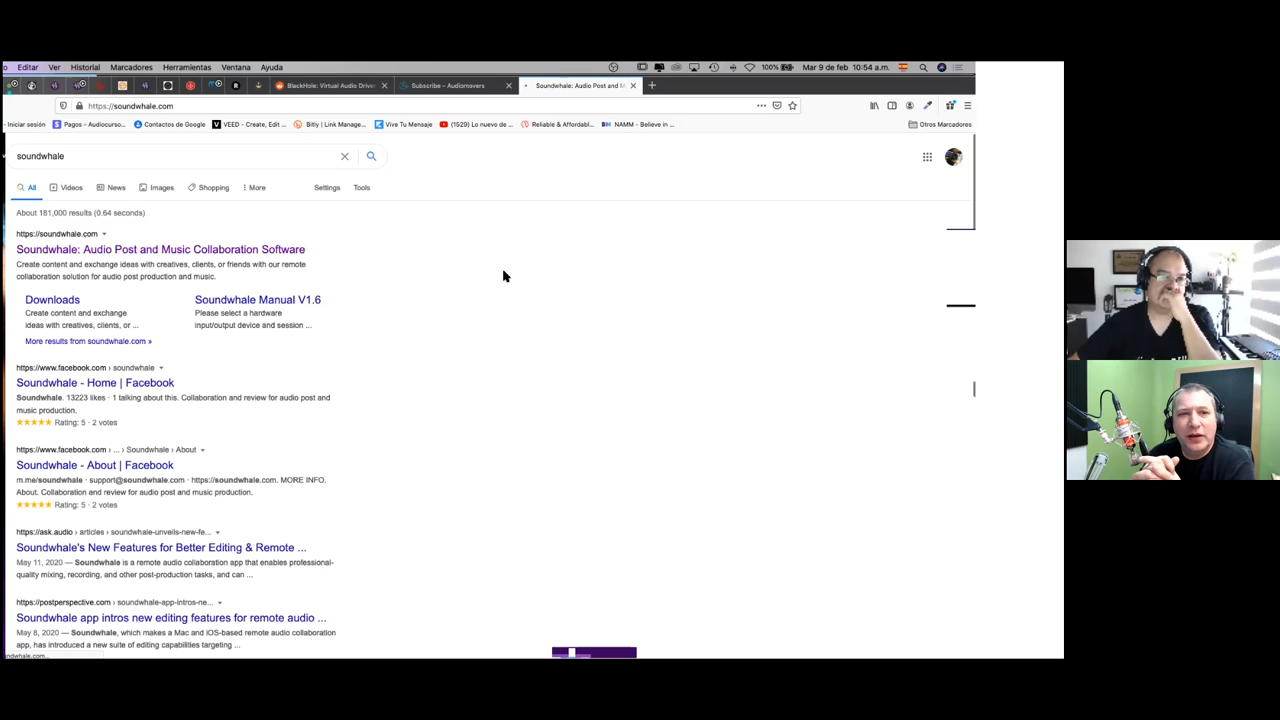 Editar Ver Historial Marcadores Herramientas Ventana Ayuda 100% Mar 9 de feb 10:54 a.m.
BlackHole: Virtual Audio Driver Subscribe – Audiomovers Soundwhale: Audio Post and M
https://soundwhale.com
Iniciar sesión Pagos – Audiocurso... Contactos de Google VEED - Create, Edit ... Bitly | Link Manage... Vive Tu Mensaje (1529) Lo nuevo de ... Reliable & Affordabl... NAMM – Believe in ... Otros Marcadores
soundwhale
All Videos News Images Shopping More Settings Tools
About 181,000 results (0.64 seconds)
https://soundwhale.com
Soundwhale: Audio Post and Music Collaboration Software
Create content and exchange ideas with creatives, clients, or friends with our remote
collaboration solution for audio post production and music.
Downloads Soundwhale Manual V1.6
Create content and exchange Please select a hardware
ideas with creatives, clients, or ... input/output device and session ...
More results from soundwhale.com »
https://www.facebook.com › soundwhale
Soundwhale - Home | Facebook
Soundwhale. 13223 likes · 1 talking about this. Collaboration and review for audio post and
music production.
Rating: 5 · 2 votes
https://www.facebook.com › ... › Soundwhale › About
Soundwhale - About | Facebook
m.me/soundwhale · support@soundwhale.com · https://soundwhale.com. MORE INFO.
About. Collaboration and review for audio post and music production.
Rating: 5 · 2 votes
https://ask.audio › articles › soundwhale-unveils-new-fe...
Soundwhale's New Features for Better Editing & Remote ...
May 11, 2020 — Soundwhale is a remote audio collaboration app that enables professional-
quality mixing, recording, and other post-production tasks, and can ...
https://postperspective.com › soundwhale-app-intros-ne...
Soundwhale app intros new editing features for remote audio ...
May 8, 2020 — Soundwhale, which makes a Mac and iOS-based remote audio collaboration
app, has introduced a new suite of editing capabilities targeting ...
ndwhale.com...